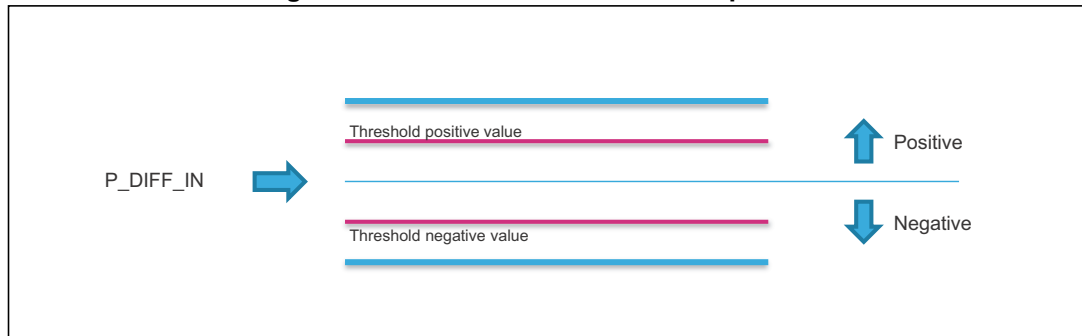 Threshold positive value
Positive
P_DIFF_IN
Negative
Threshold negative value